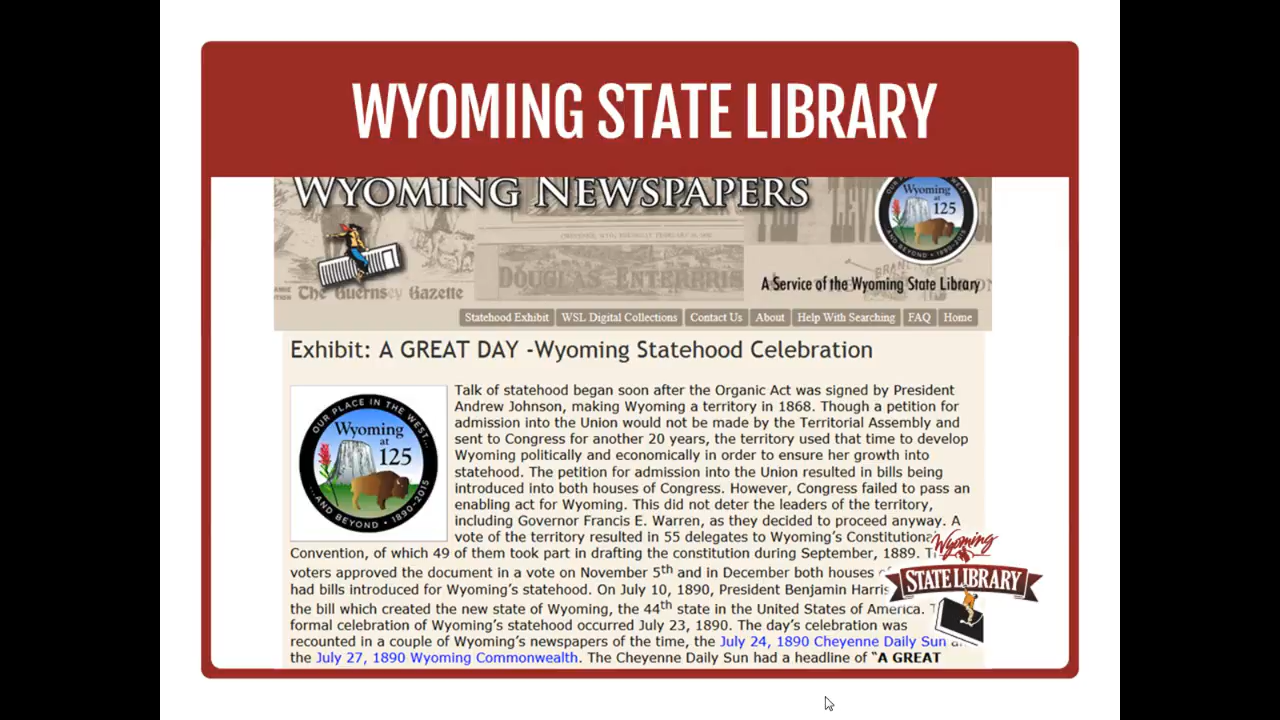 WYOMING STATE LIBRARY
WYOMING NEWSPAPERS
Wyoming
at
125
AND BEYOND • 1890-2015
DOUGLAS ENTERPRIS
The Guernsey Gazette
A Service of the Wyoming State Library
Statehood Exhibit WSL Digital Collections Contact Us About Help With Searching FAQ Home
Exhibit: A GREAT DAY -Wyoming Statehood Celebration
OUR PLACE IN THE WEST...
Wyoming
at
125
...AND BEYOND • 1890-2015
Talk of statehood began soon after the Organic Act was signed by President
Andrew Johnson, making Wyoming a territory in 1868. Though a petition for
admission into the Union would not be made by the Territorial Assembly and
sent to Congress for another 20 years, the territory used that time to develop
Wyoming politically and economically in order to ensure her growth into
statehood. The petition for admission into the Union resulted in bills being
introduced into both houses of Congress. However, Congress failed to pass an
enabling act for Wyoming. This did not deter the leaders of the territory,
including Governor Francis E. Warren, as they decided to proceed anyway. A
vote of the territory resulted in 55 delegates to Wyoming's Constitutiona
Convention, of which 49 of them took part in drafting the constitution during September, 1889.
voters approved the document in a vote on November 5th and in December both houses
had bills introduced for Wyoming's statehood. On July 10, 1890, President Benjamin Harris
the bill which created the new state of Wyoming, the 44th state in the United States of America.
formal celebration of Wyoming's statehood occurred July 23, 1890. The day's celebration was
recounted in a couple of Wyoming's newspapers of the time, the July 24, 1890 Cheyenne Daily Sun
the July 27, 1890 Wyoming Commonwealth. The Cheyenne Daily Sun had a headline of "A GREAT
Wyoming
STATE LIBRARY